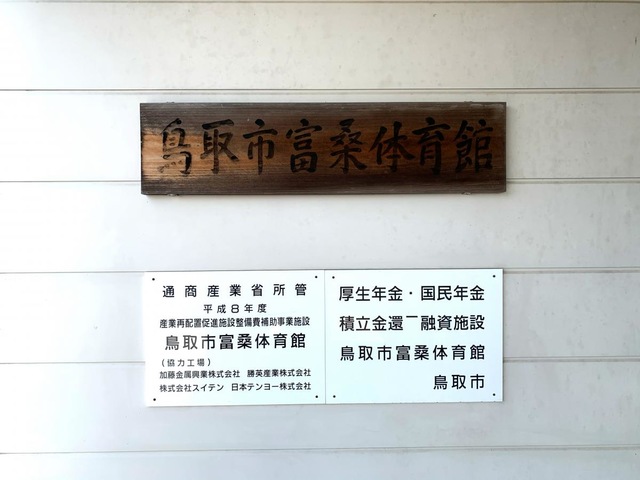 鳥取市富桑体育館
通商産業省所管
平成8年度
産業再配置促進施設整備費補助事業施設
鳥取市富桑体育館
(協力工場)
加藤金属興業株式会社 勝英産業株式会社
株式会社スイテン 日本テンヨー株式会社
厚生年金・国民年金
積立金還一融資施設
鳥取市富桑体育館
鳥取市